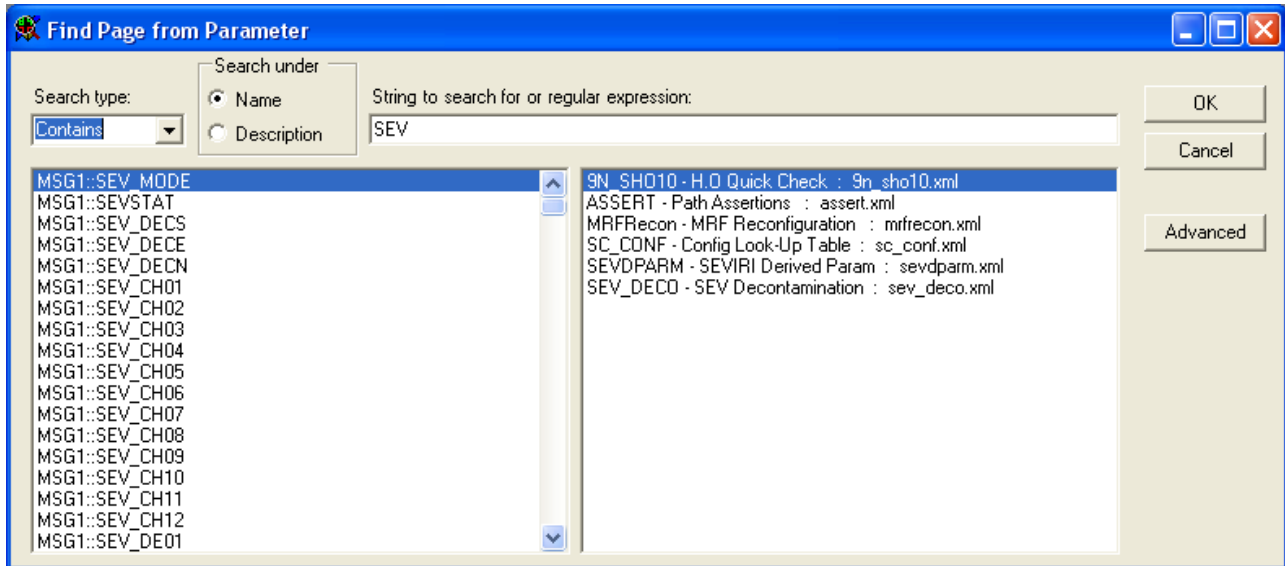 Find Page from Parameter
Search type:
Contains
Search under
Name
Description
String to search for or regular expression:
SEV
OK
Cancel
Advanced
MSG1::SEV_MODE
MSG1::SEVSTAT
MSG1::SEV_DECS
MSG1::SEV_DECE
MSG1::SEV_DECN
MSG1::SEV_CH01
MSG1::SEV_CH02
MSG1::SEV_CH03
MSG1::SEV_CH04
MSG1::SEV_CH05
MSG1::SEV_CH06
MSG1::SEV_CH07
MSG1::SEV_CH08
MSG1::SEV_CH09
MSG1::SEV_CH10
MSG1::SEV_CH11
MSG1::SEV_CH12
MSG1::SEV_DE01
9N_SHO10 - H.O Quick Check : 9n_sho10.xml
ASSERT - Path Assertions : assert.xml
MRFRecon - MRF Reconfiguration : mrfrecon.xml
SC_CONF - Config Look-Up Table : sc_conf.xml
SEVDPARM - SEVIRI Derived Param : sevdparm.xml
SEV_DECO - SEV Decontamination : sev_deco.xml